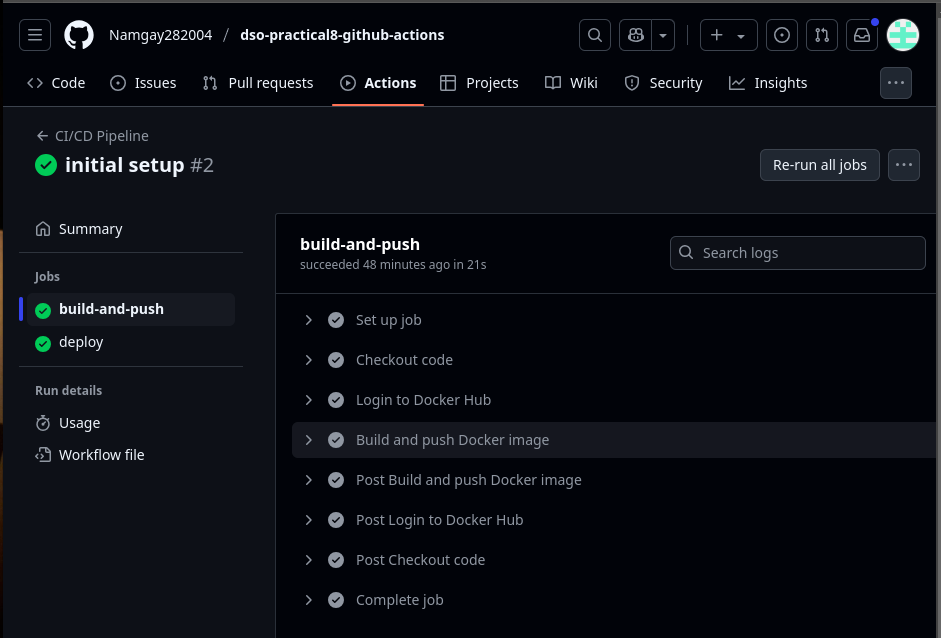 Namgay282004 / dso-practical8-github-actions
Code Issues Pull requests Actions Projects Wiki Security Insights
CI/CD Pipeline
initial setup #2
Re-run all jobs
Summary
Jobs
build-and-push
deploy
Run details
Usage
Workflow file
build-and-push
succeeded 48 minutes ago in 21s
Search logs
Set up job
Checkout code
Login to Docker Hub
Build and push Docker image
Post Build and push Docker image
Post Login to Docker Hub
Post Checkout code
Complete job